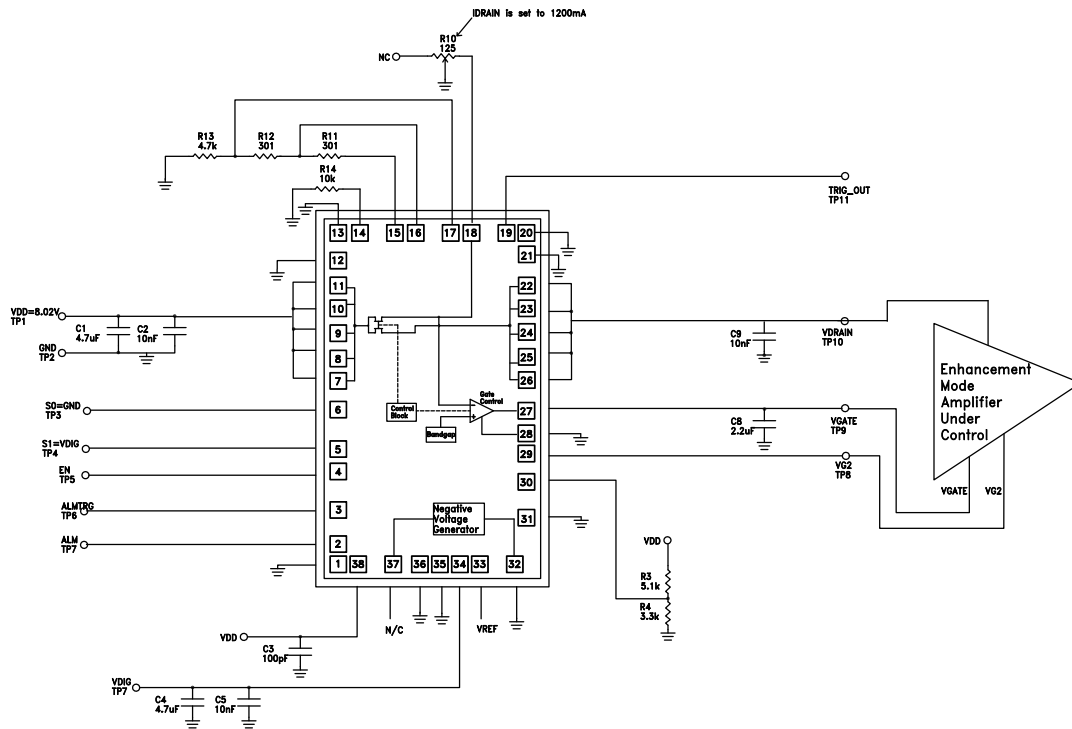 IDRAIN is set to 1200mA
R10
125
NC
R13
4.7k
R12
301
R11
301
R14
10k
TRIG_OUT
TP11
13 14 15 16 17 18 19 20
21
12
11
10
9
8
7
22
23
24
25
26
VDD=8.02V
TP1
C1
4.7uF
C2
10nF
GND
TP2
C9
10nF
VDRAIN
TP10
Enhancement
Mode
Amplifier
Under
Control
S0=GND
TP3
6
Control
Block
Gate
Control
-
+
Bandgap
27
28
C8
2.2uF
VGATE
TP9
S1=VDIG
TP4
5
29
VG2
TP8
EN
TP5
4
30
VGATE
VG2
ALMTRG
TP6
3
Negative
Voltage
Generator
31
ALM
TP7
2
1 38 37 36 35 34 33 32
VDD
R3
5.1k
R4
3.3k
N/C
VREF
VDD
C3
100pF
VDIG
TP7
C4
4.7uF
C5
10nF